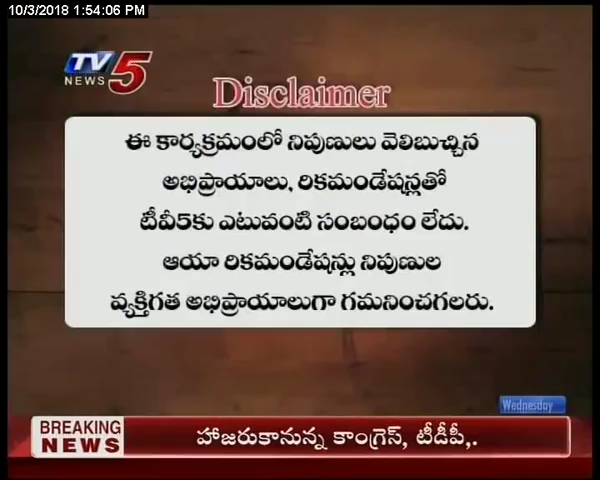 10/3/2018 1:54:06 PM
TV5
NEWS
Disclaimer
ఈ కార్యక్రమంలో నిపుణులు వెలిబుచ్చిన
అభిప్రాయాలు, రికమండేషన్లతో
టీవీ5కు ఎటువంటి సంబంధం లేదు.
ఆయా రికమండేషన్లు నిపుణుల
వ్యక్తిగత అభిప్రాయాలుగా గమనించగలరు.
Wednesday
BREAKING
NEWS
హాజరుకానున్న కాంగ్రెస్, టీడీపీ,.